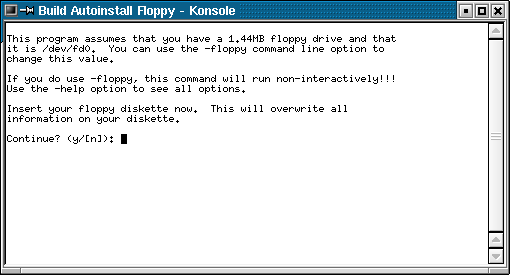 Build Autoinstall Floppy - Konsole
This program assumes that you have a 1.44MB floppy drive and that
it is /dev/fd0.  You can use the -floppy command line option to
change this value.
If you do use -floppy, this command will run non-interactively!!!
Use the -help option to see all options.
Insert your floppy diskette now.  This will overwrite all
information on your diskette.
Continue? (y/[n]):